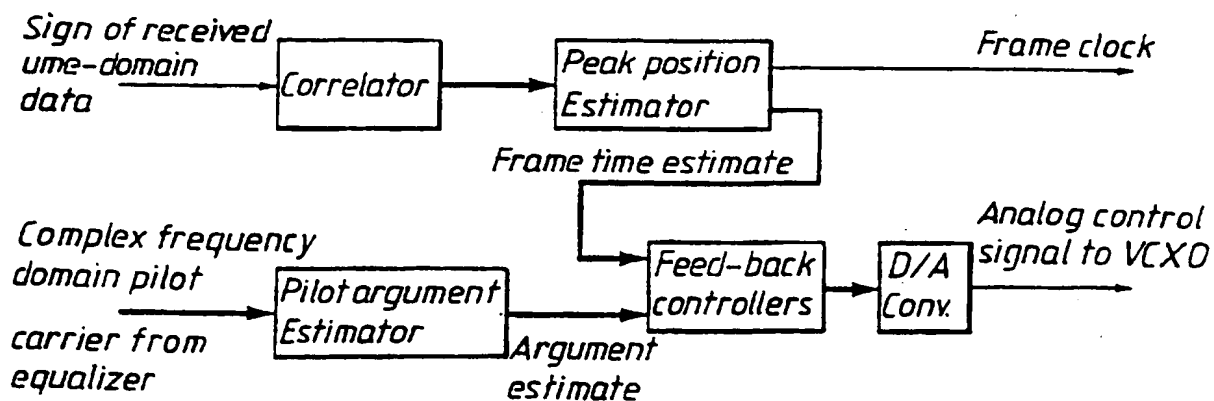 Sign of received
ume-domain
data
Correlator
Peak position
Estimator
Frame clock
Frame time estimate
Complex frequency
domain pilot
carrier from
equalizer
Pilot argument
Estimator
Argument
estimate
Feed-back
controllers
D/A
Conv.
Analog control
signal to VCXO